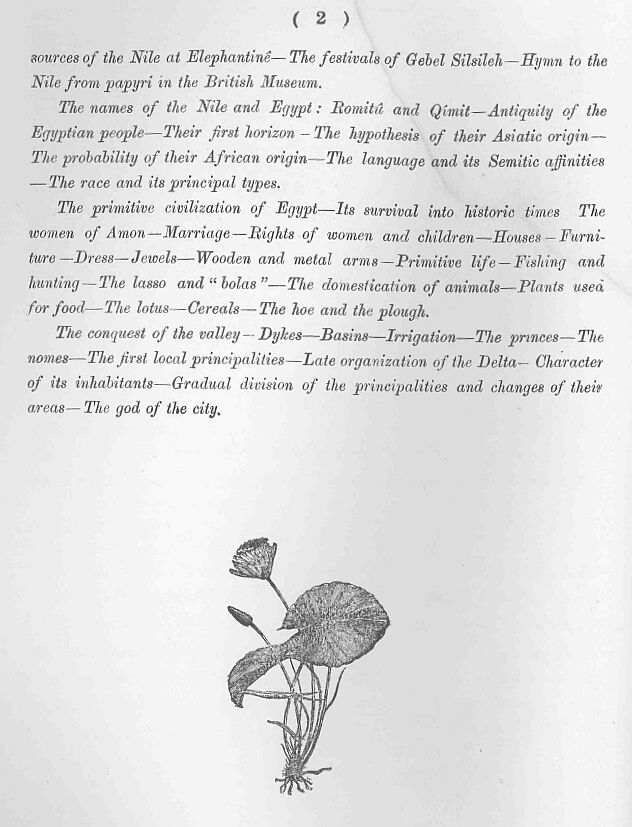 ( 2 )
sources of the Nile at Elephantinê—The festivals of Gebel Silsileh—Hymn to the
Nile from papyri in the British Museum.
The names of the Nile and Egypt: Romitû and Qîmit—Antiquity of the
Egyptian people—Their first horizon – The hypothesis of their Asiatic origin—
The probability of their African origin—The language and its Semitic affinities
—The race and its principal types.
The primitive civilization of Egypt—Its survival into historic times The
women of Amon—Marriage—Rights of women and children—Houses – Furni-
ture —Dress—Jewels—Wooden and metal arms—Primitive life – Fishing and
hunting—The lasso and “bolas”—The domestication of animals—Plants used
for food—The lotus—Cereals—The hoe and the plough.
The conquest of the valley – Dykes—Basins—Irrigation—The princes—The
nomes—The first local principalities—Late organization of the Delta— Character
of its inhabitants—Gradual division of the principalities and changes of their
areas— The god of the city.